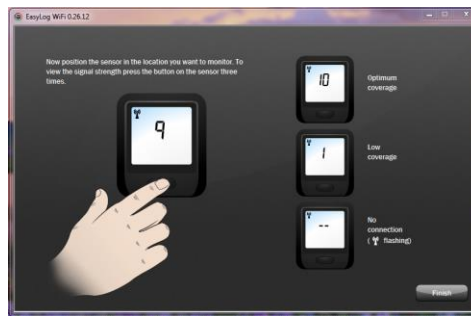 EasyLog WiFi 0.26.12
Now position the sensor in the location you want to monitor. To
view the signal strength press the button on the sensor three
times.
9
10
Optimum
coverage
1
Low
coverage
--
No
connection
( flashing)
Finish